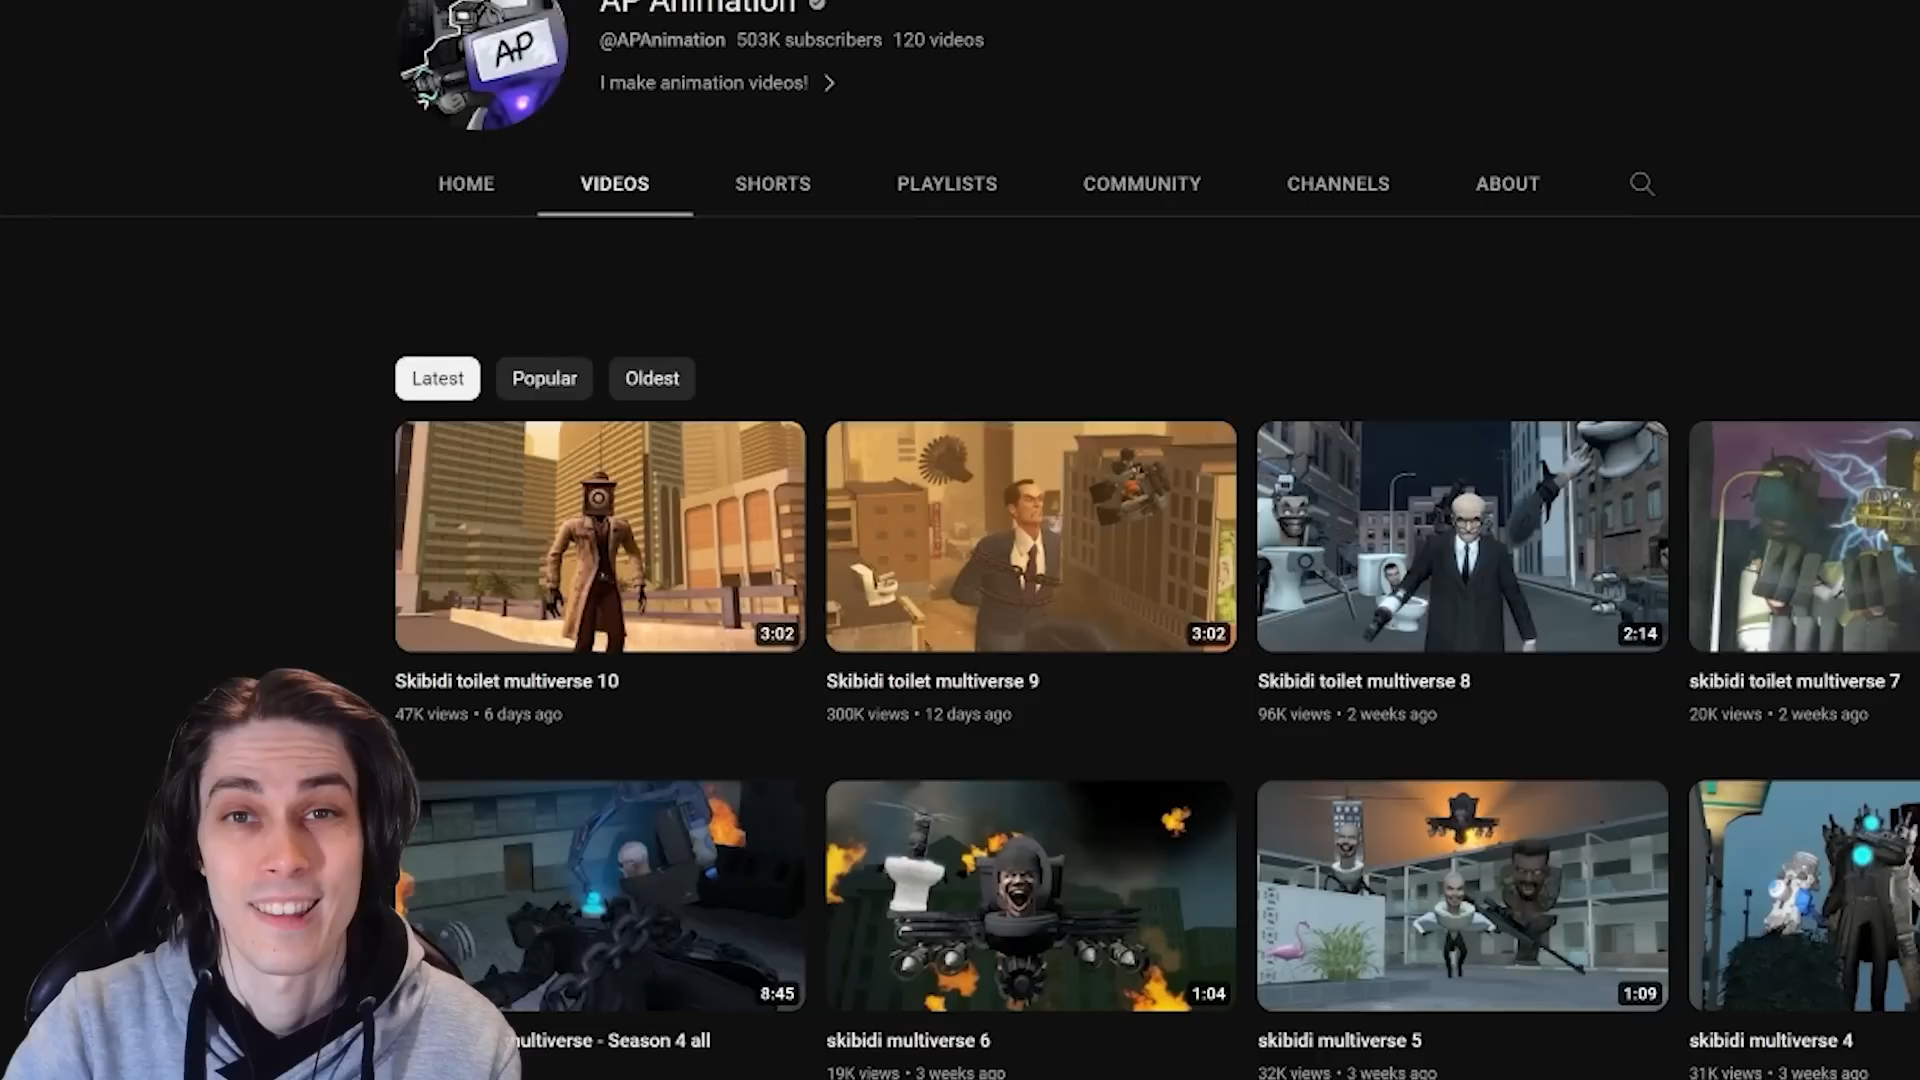 AP Animation
AP
@APAnimation 503K subscribers 120 videos
I make animation videos!
HOME VIDEOS SHORTS PLAYLISTS COMMUNITY CHANNELS ABOUT
Latest Popular Oldest
3:02 3:02 2:14
Skibidi toilet multiverse 10 Skibidi toilet multiverse 9 Skibidi toilet multiverse 8 skibidi toilet multiverse 7
47K views • 6 days ago 300K views • 12 days ago 96K views • 2 weeks ago 20K views • 2 weeks ago
8:45 1:04 1:09
multiverse - Season 4 all skibidi multiverse 6 skibidi multiverse 5 skibidi multiverse 4
19K views • 3 weeks ago 32K views • 3 weeks ago 31K views • 3 weeks ago